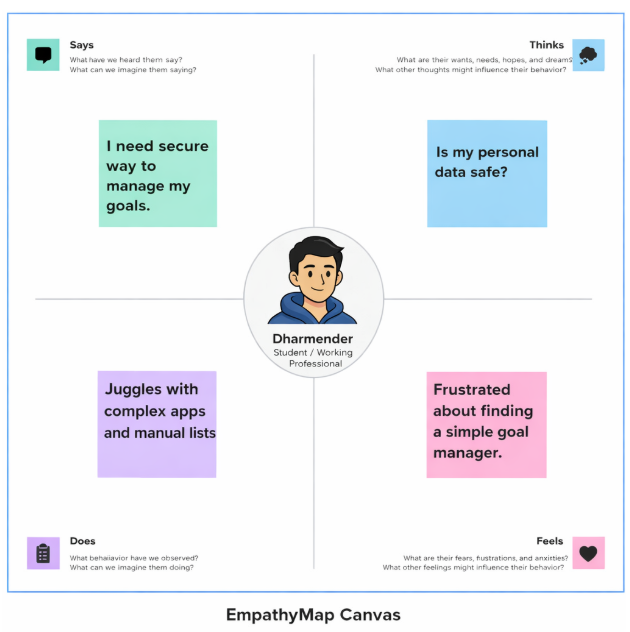 Says
What have we heard them say?
What can we imagine them saying?
Thinks
What are their wants, needs, hopes, and dreams?
What other thoughts might influence their behavior?
I need secure
way to
manage my
goals.
Is my personal
data safe?
Dharmender
Student / Working
Professional
Juggles with
complex apps
and manual lists
Frustrated
about finding
a simple goal
manager.
Does
What behaiavior have we observed?
What can we imagine them doing?
Feels
What are their fears, frustrations, and anxirties?
What other feelings might influence their behavior?
EmpathyMap Canvas